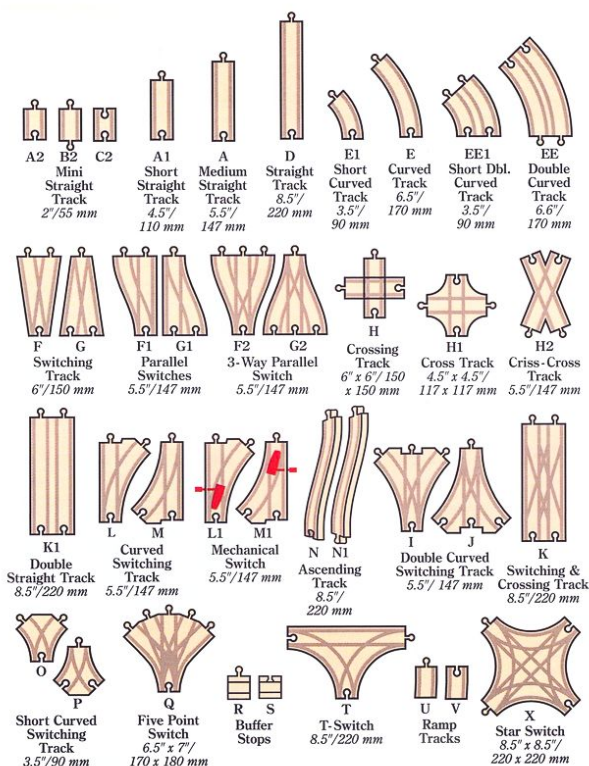 A2 B2 C2
Mini
Straight
Track
2"/55 mm
A1
Short
Straight
Track
4.5"/
110 mm
A
Medium
Straight
Track
5.5"/
147 mm
D
Straight
Track
8.5"/
220 mm
E1
Short
Curved
Track
3.5"/
90 mm
E
Curved
Track
6.5"/
170 mm
EE1
Short Dbl.
Curved
Track
3.5"/
90 mm
EE
Double
Curved
Track
6.6"/
170 mm
F G
Switching
Track
6"/150 mm
F1 G1
Parallel
Switches
5.5"/147 mm
F2 G2
3-Way Parallel
Switch
5.5"/147 mm
H
Crossing
Track
6" x 6"/ 150
x 150 mm
H1
Cross Track
4.5" x 4.5"/
117 x 117 mm
H2
Criss-Cross
Track
5.5"/147 mm
K1
Double
Straight Track
8.5"/220 mm
L M
Curved
Switching
Track
5.5"/147 mm
L1 M1
Mechanical
Switch
5.5"/147 mm
N N1
Ascending
Track
8.5"/
220 mm
I J
Double Curved
Switching Track
5.5"/ 147 mm
K
Switching &
Crossing Track
8.5"/220 mm
O
P
Short Curved
Switching
Track
3.5"/90 mm
Q
Five Point
Switch
6.5" x 7"/
170 x 180 mm
R S
Buffer
Stops
T
T-Switch
8.5"/220 mm
U V
Ramp
Tracks
X
Star Switch
8.5" x 8.5"/
220 x 220 mm